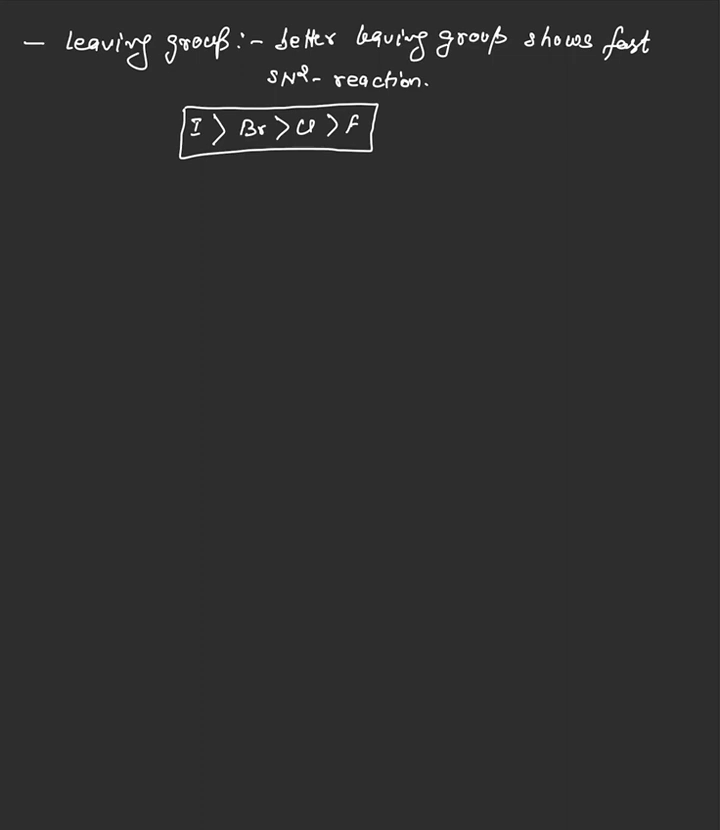 — Leaving group:- better leaving group shows fast
SN2- reaction.
I > Br > Cl > F